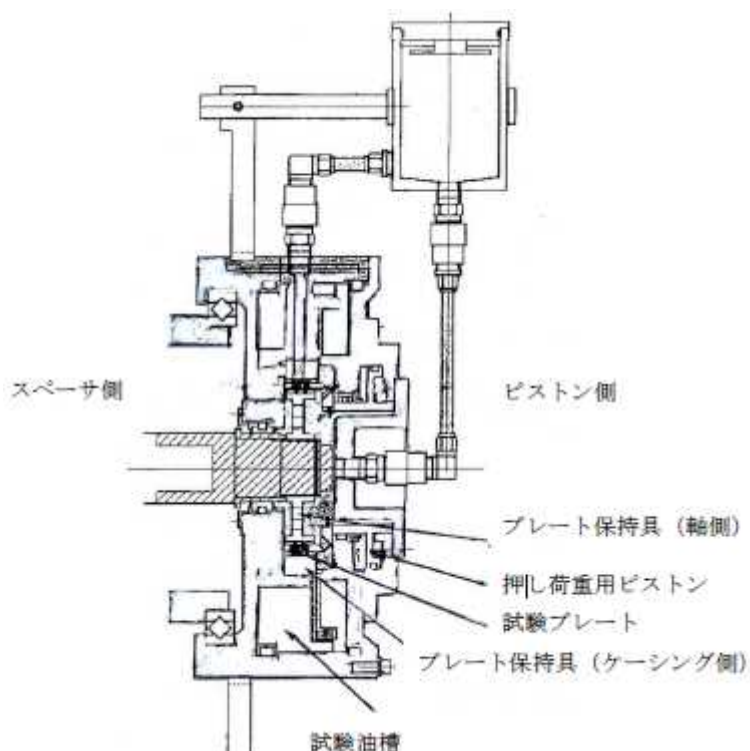 スペーサ側
ピストン側
プレート保持具（軸側）
押し荷重用ピストン
試験プレート
プレート保持具（ケーシング側）
試験油槽